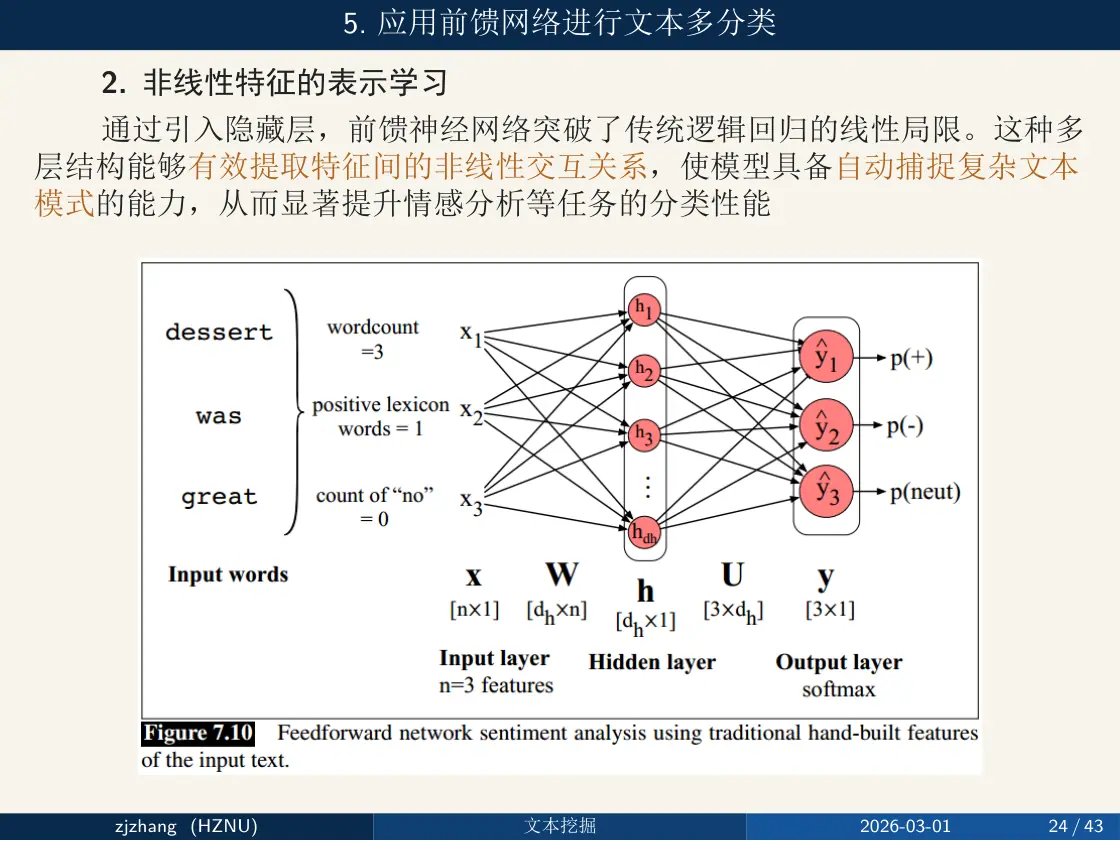 5. 应用前馈网络进行文本多分类
2. 非线性特征的表示学习
通过引入隐藏层，前馈神经网络突破了传统逻辑回归的线性局限。这种多
层结构能够有效提取特征间的非线性交互关系，使模型具备自动捕捉复杂文本
模式的能力，从而显著提升情感分析等任务的分类性能
dessert
was
great
Input words
wordcount
=3
positive lexicon
words = 1
count of “no”
= 0
x1
x2
x3
h1
h2
h3
⋮
hdh
ŷ1
ŷ2
ŷ3
p(+)
p(-)
p(neut)
x W h U y
[n×1] [dh×n] [dh×1] [3×dh] [3×1]
Input layer Hidden layer Output layer
n=3 features softmax
Figure 7.10 Feedforward network sentiment analysis using traditional hand-built features
of the input text.
zjzhang (HZNU) 文本挖掘 2026-03-01 24 / 43